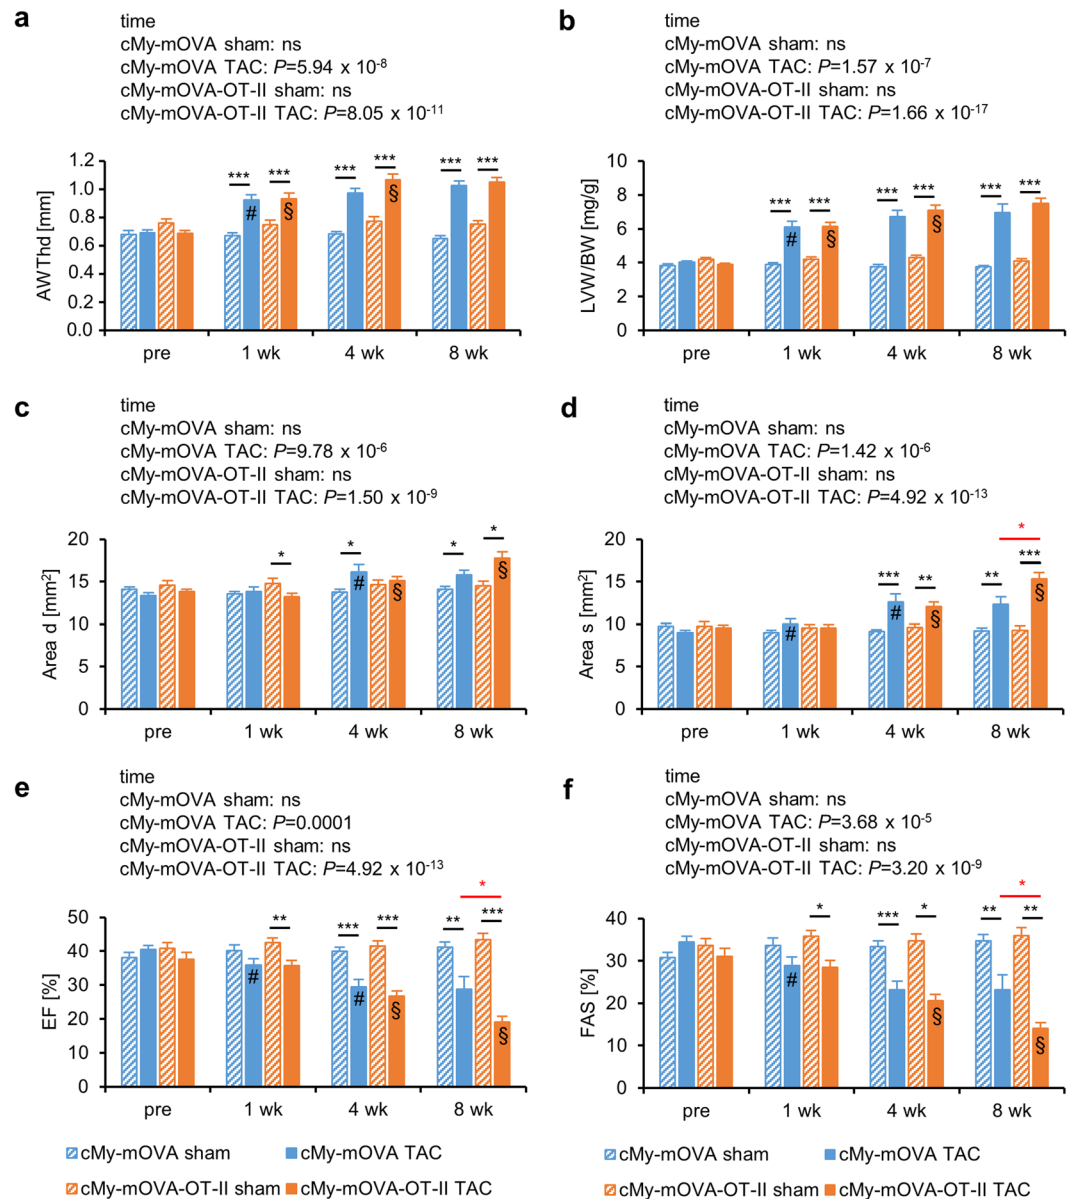 a
time
cMy-mOVA sham: ns
cMy-mOVA TAC: P=5.94 x 10-8
cMy-mOVA-OT-II sham: ns
cMy-mOVA-OT-II TAC: P=8.05 x 10-11
AWThd [mm]
1.2
1.0
0.8
0.6
0.4
0.2
0.0
*** *** *** *** *** ***
# § §
pre 1 wk 4 wk 8 wk
b
time
cMy-mOVA sham: ns
cMy-mOVA TAC: P=1.57 x 10-7
cMy-mOVA-OT-II sham: ns
cMy-mOVA-OT-II TAC: P=1.66 x 10-17
LVW/BW [mg/g]
10
8
6
4
2
0
*** *** *** *** *** ***
# § §
pre 1 wk 4 wk 8 wk
c
time
cMy-mOVA sham: ns
cMy-mOVA TAC: P=9.78 x 10-6
cMy-mOVA-OT-II sham: ns
cMy-mOVA-OT-II TAC: P=1.50 x 10-9
Area d [mm2]
20
15
10
5
0
* * * *
# § §
pre 1 wk 4 wk 8 wk
d
time
cMy-mOVA sham: ns
cMy-mOVA TAC: P=1.42 x 10-6
cMy-mOVA-OT-II sham: ns
cMy-mOVA-OT-II TAC: P=4.92 x 10-13
Area s [mm2]
20
15
10
5
0
*
*** ** ** ***
# # § §
pre 1 wk 4 wk 8 wk
e
time
cMy-mOVA sham: ns
cMy-mOVA TAC: P=0.0001
cMy-mOVA-OT-II sham: ns
cMy-mOVA-OT-II TAC: P=4.92 x 10-13
EF [%]
50
40
30
20
10
0
*
** *** *** ** ***
# # § §
pre 1 wk 4 wk 8 wk
f
time
cMy-mOVA sham: ns
cMy-mOVA TAC: P=3.68 x 10-5
cMy-mOVA-OT-II sham: ns
cMy-mOVA-OT-II TAC: P=3.20 x 10-9
FAS [%]
40
30
20
10
0
*
* *** * ** **
# § §
pre 1 wk 4 wk 8 wk
cMy-mOVA sham cMy-mOVA TAC
cMy-mOVA-OT-II sham cMy-mOVA-OT-II TAC
cMy-mOVA sham cMy-mOVA TAC
cMy-mOVA-OT-II sham cMy-mOVA-OT-II TAC